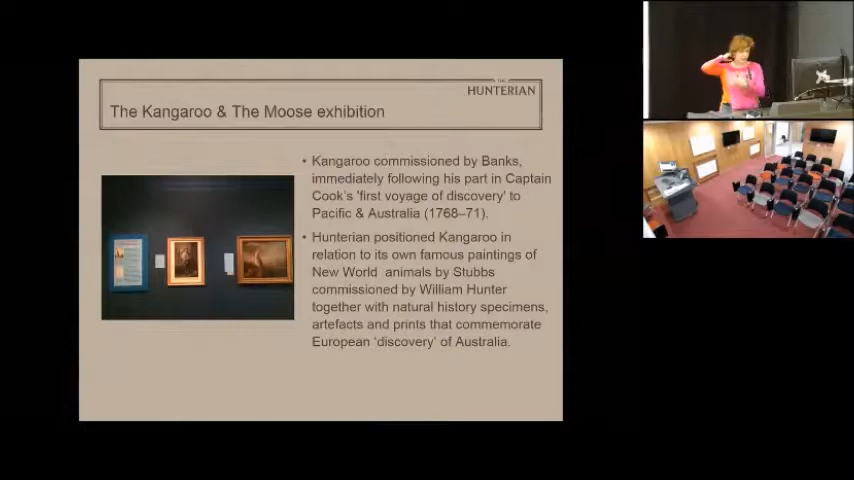 THE
HUNTERIAN
The Kangaroo & The Moose exhibition
• Kangaroo commissioned by Banks,
immediately following his part in Captain
Cook's 'first voyage of discovery' to
Pacific & Australia (1768–71).
• Hunterian positioned Kangaroo in
relation to its own famous paintings of
New World animals by Stubbs
commissioned by William Hunter
together with natural history specimens,
artefacts and prints that commemorate
European ‘discovery’ of Australia.